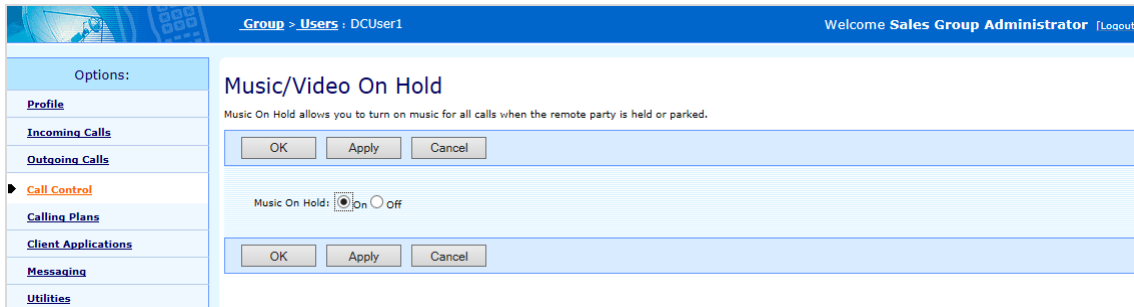 Group > Users : DCUser1
Welcome Sales Group Administrator [Logout
Options:
Profile
Incoming Calls
Outgoing Calls
Call Control
Calling Plans
Client Applications
Messaging
Utilities
Music/Video On Hold
Music On Hold allows you to turn on music for all calls when the remote party is held or parked.
OK Apply Cancel
Music On Hold: On Off
OK Apply Cancel